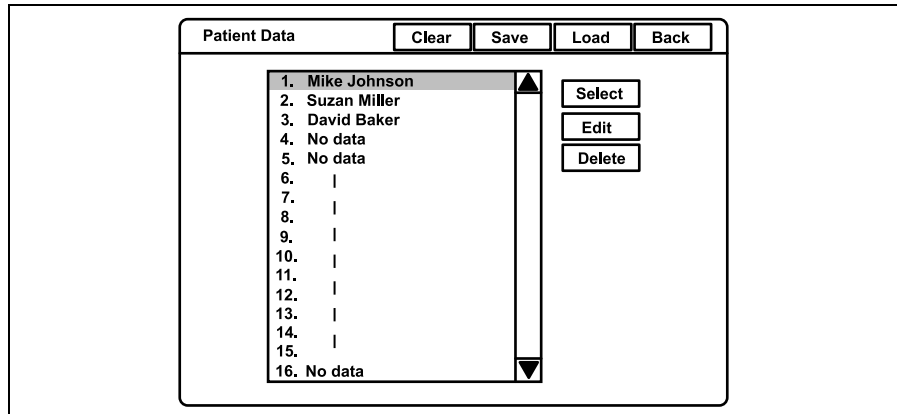 Patient Data Clear Save Load Back
1. Mike Johnson
2. Suzan Miller
3. David Baker
4. No data
5. No data
6.
7.
8.
9.
10.
11.
12.
13.
14.
15.
16. No data
Select
Edit
Delete